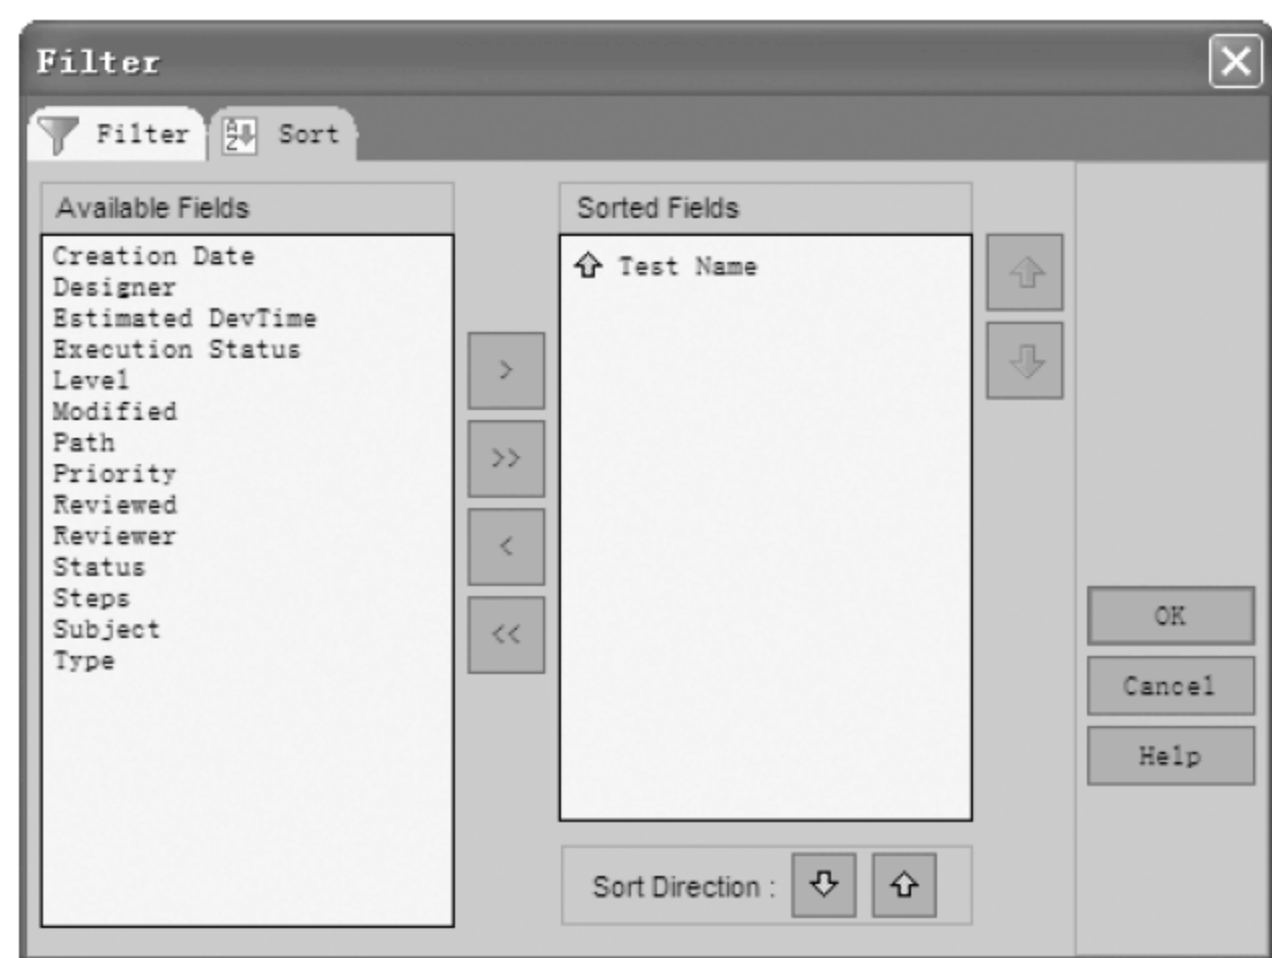 Filter
Filter
Sort
Available Fields
Creation Date
Designer
Estimated DevTime
Execution Status
Level
Modified
Path
Priority
Reviewed
Reviewer
Status
Steps
Subject
Type
>
>>
<
<<
Sorted Fields
Test Name
Sort Direction :
OK
Cancel
Help